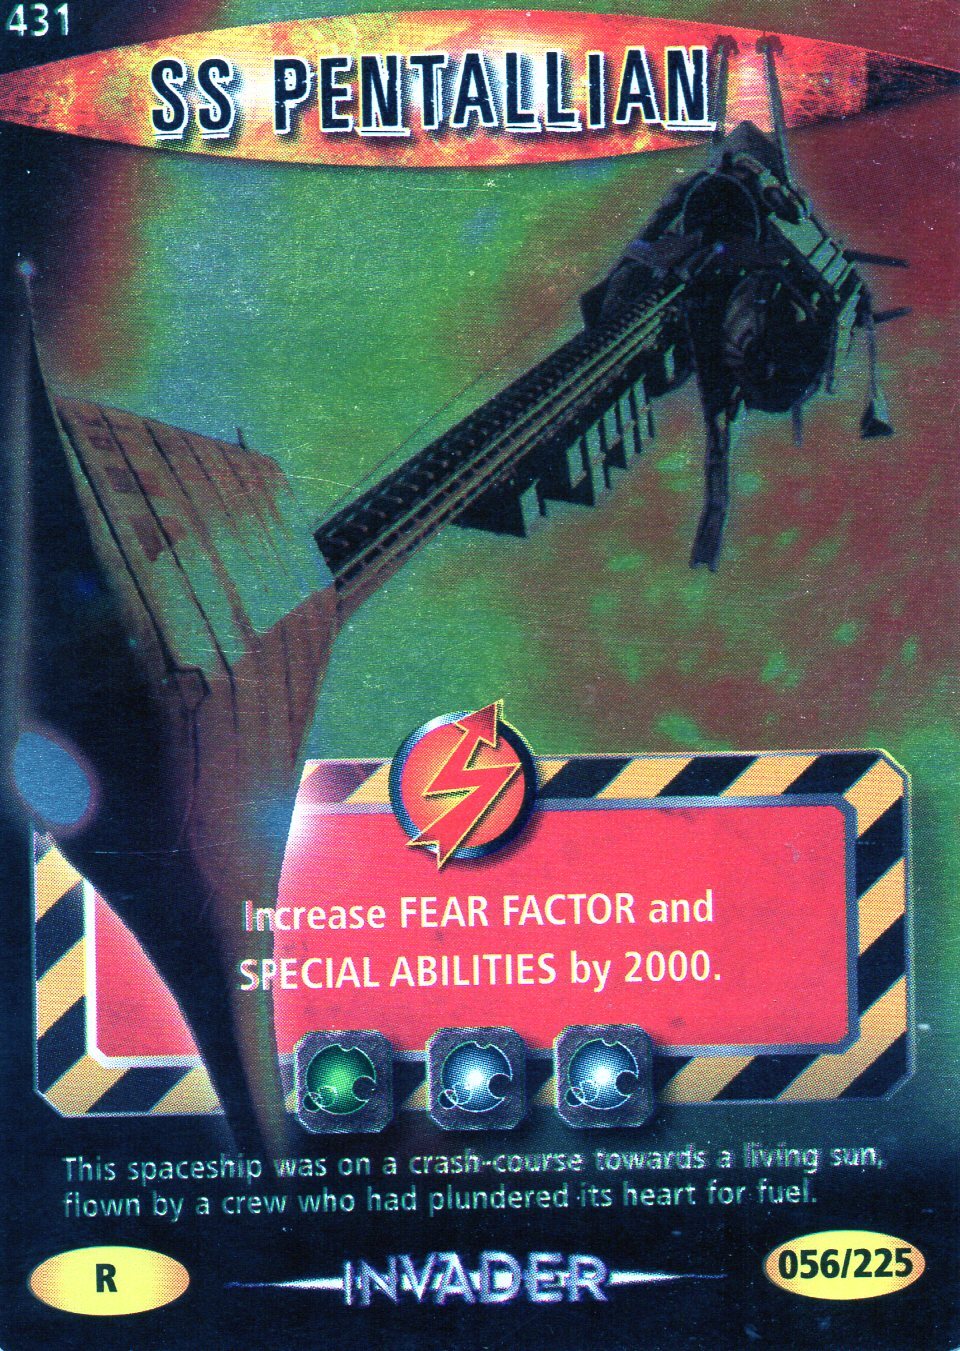 431
SS PENTALLIAN
Increase FEAR FACTOR and
SPECIAL ABILITIES by 2000.
This spaceship was on a crash-course towards a living sun,
flown by a crew who had plundered its heart for fuel.
R
INVADER
056/225